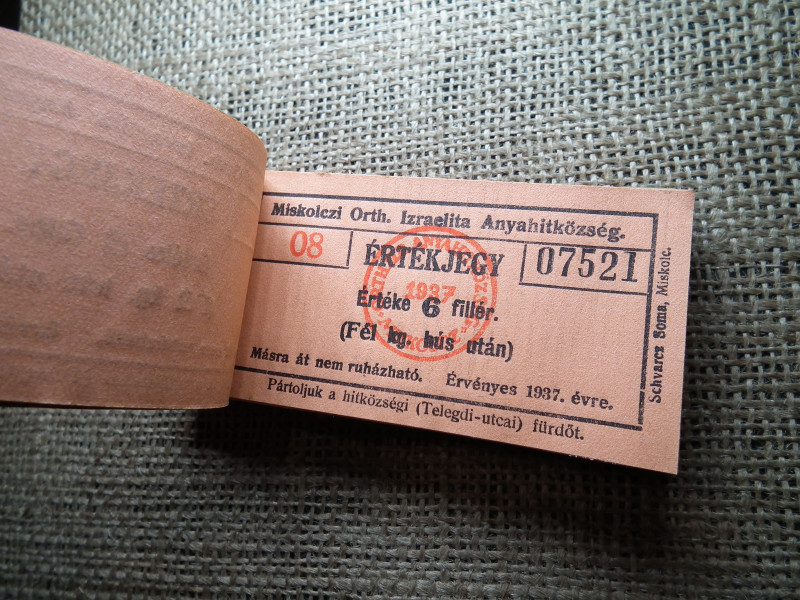 Miskolczi Orth. Izraelita Anyahitközség.
08
ÉRTÉKJEGY
07521
1937
Értéke 6 fillér.
(Fél kg. hús után)
Másra át nem ruházható. Érvényes 1937. évre.
Pártoljuk a hitközségi (Telegdi-utcai) fürdőt.
Schvarcz Soma, Miskolc.